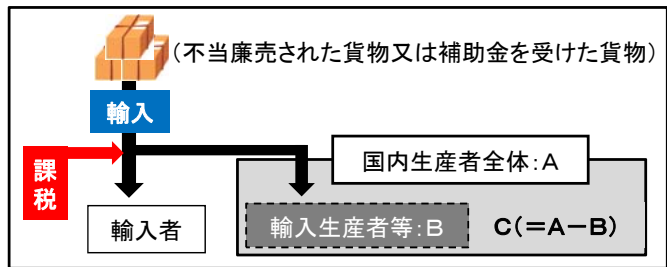 (不当廉売された貨物又は補助金を受けた貨物)
輸入
課税
国内生産者全体:A
輸入者
輸入生産者等:B
C(=A-B)